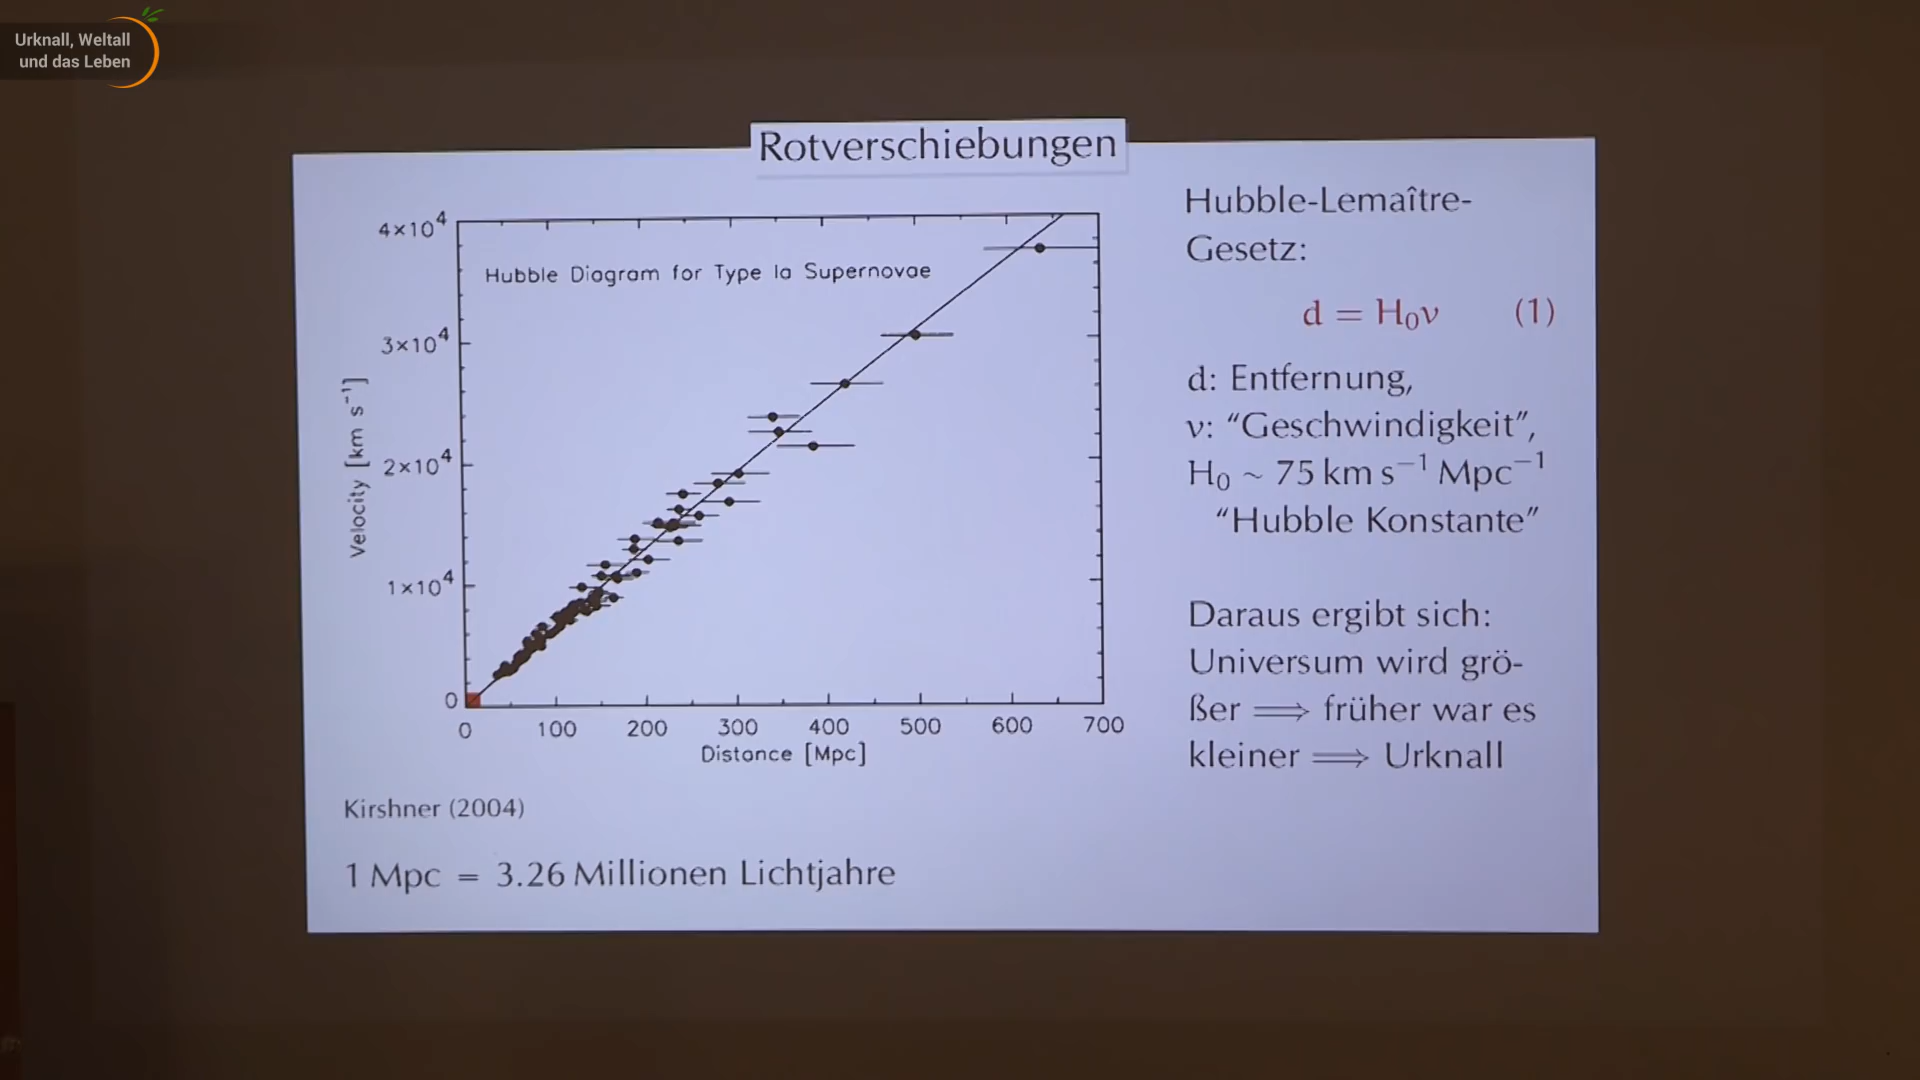 Urknall, Weltall
und das Leben
Rotverschiebungen
4×10⁴
3×10⁴
2×10⁴
1×10⁴
0
Velocity [km s⁻¹]
Hubble Diagram for Type Ia Supernovae
0 100 200 300 400 500 600 700
Distance [Mpc]
Kirshner (2004)
1 Mpc = 3.26 Millionen Lichtjahre
Hubble-Lemaître-
Gesetz:
d = H₀v (1)
d: Entfernung,
v: “Geschwindigkeit”,
H₀ ~ 75 km s⁻¹ Mpc⁻¹
“Hubble Konstante”
Daraus ergibt sich:
Universum wird grö-
ßer ⟹ früher war es
kleiner ⟹ Urknall